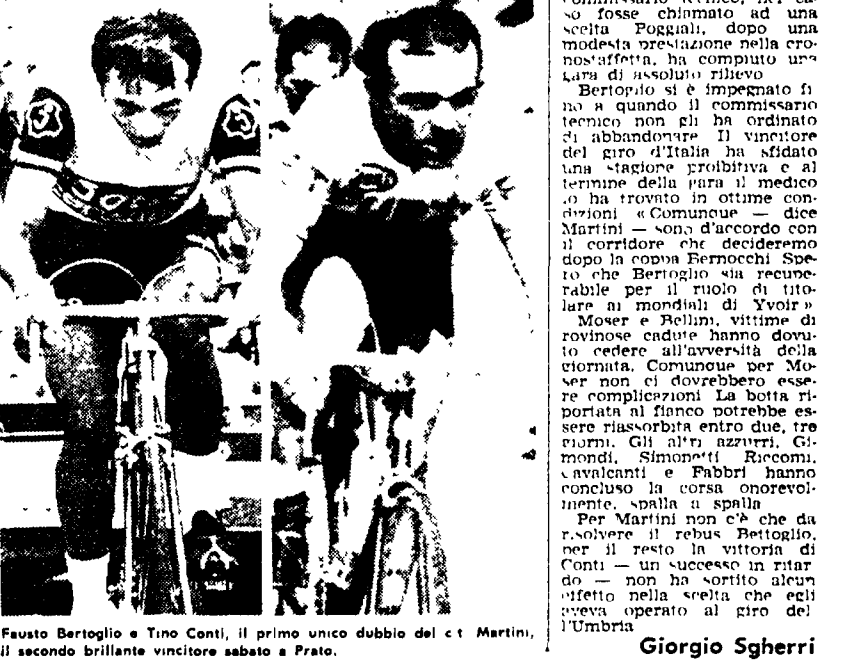 so fosse chiamato ad una
scelta Poggiali, dopo una
modesta prestazione nella cro-
nostaffetta, ha compiuto una
gara di assoluto rilievo
Bertoglio si è impegnato fi
no a quando il commissario
tecnico non gli ha ordinato
di abbandonare Il vincitore
del giro d'Italia ha sfidato
una stagione proibitiva e al
termine della gara il medico
lo ha trovato in ottime con-
dizioni «Comunque — dice
Martini — sono d'accordo con
il corridore che decideremo
dopo la coppa Bernocchi Spe-
ro che Bertoglio sia recupe-
rabile per il ruolo di tito-
lare ai mondiali di Yvoir»
Moser e Bellini, vittime di
rovinose cadute hanno dovu-
to cedere all'avversità della
giornata. Comunque per Mo-
ser non ci dovrebbero esse-
re complicazioni La botta ri-
portata al fianco potrebbe es-
sere riassorbita entro due, tre
giorni. Gli altri azzurri, Gi-
mondi, Simonetti Riccomi,
Cavalcanti e Fabbri hanno
concluso la corsa onorevol-
mente, spalla a spalla
Per Martini non c'è che da
risolvere il rebus Bettoglio,
per il resto la vittoria di
Conti — un successo in ritar
do — non ha sortito alcun
effetto nella scelta che egli
aveva operato al giro del
l'Umbria
Giorgio Sgherri
Fausto Bertoglio e Tino Conti, il primo unico dubbio del c t Martini,
il secondo brillante vincitore sabato a Prato.